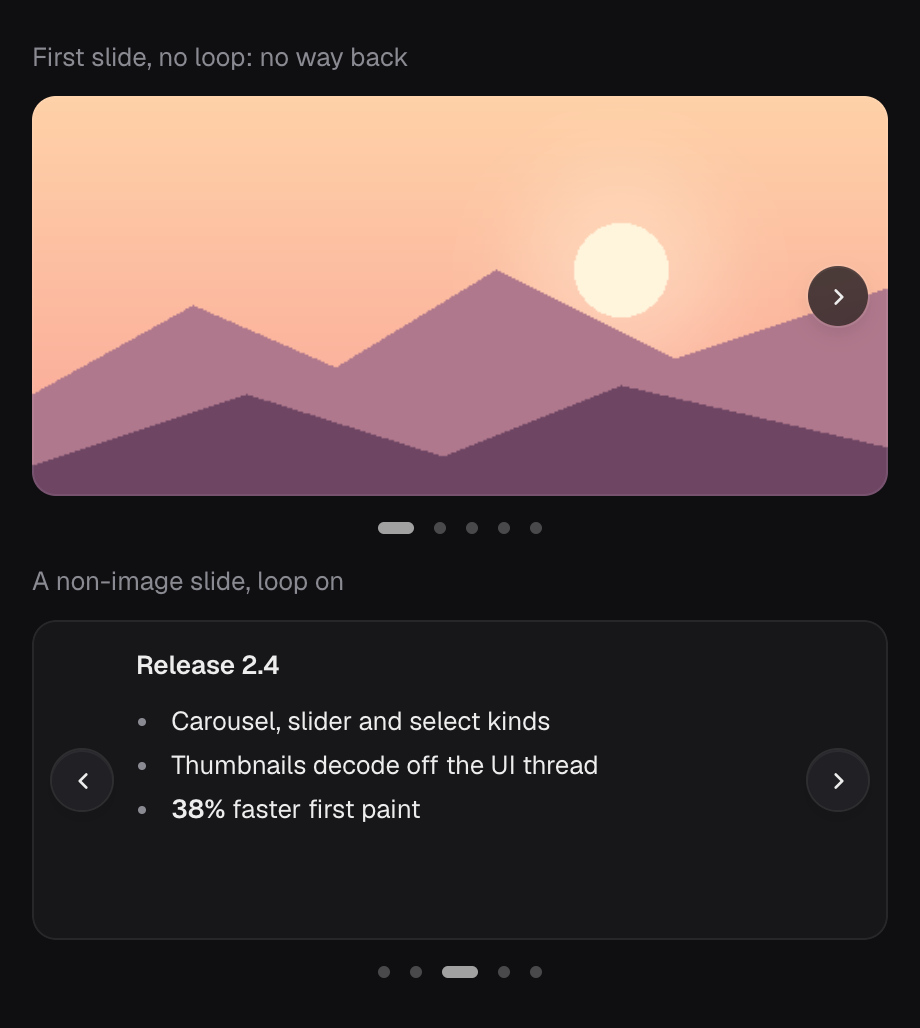 First slide, no loop: no way back
A non-image slide, loop on
Release 2.4
Carousel, slider and select kinds
Thumbnails decode off the UI thread
38% faster first paint